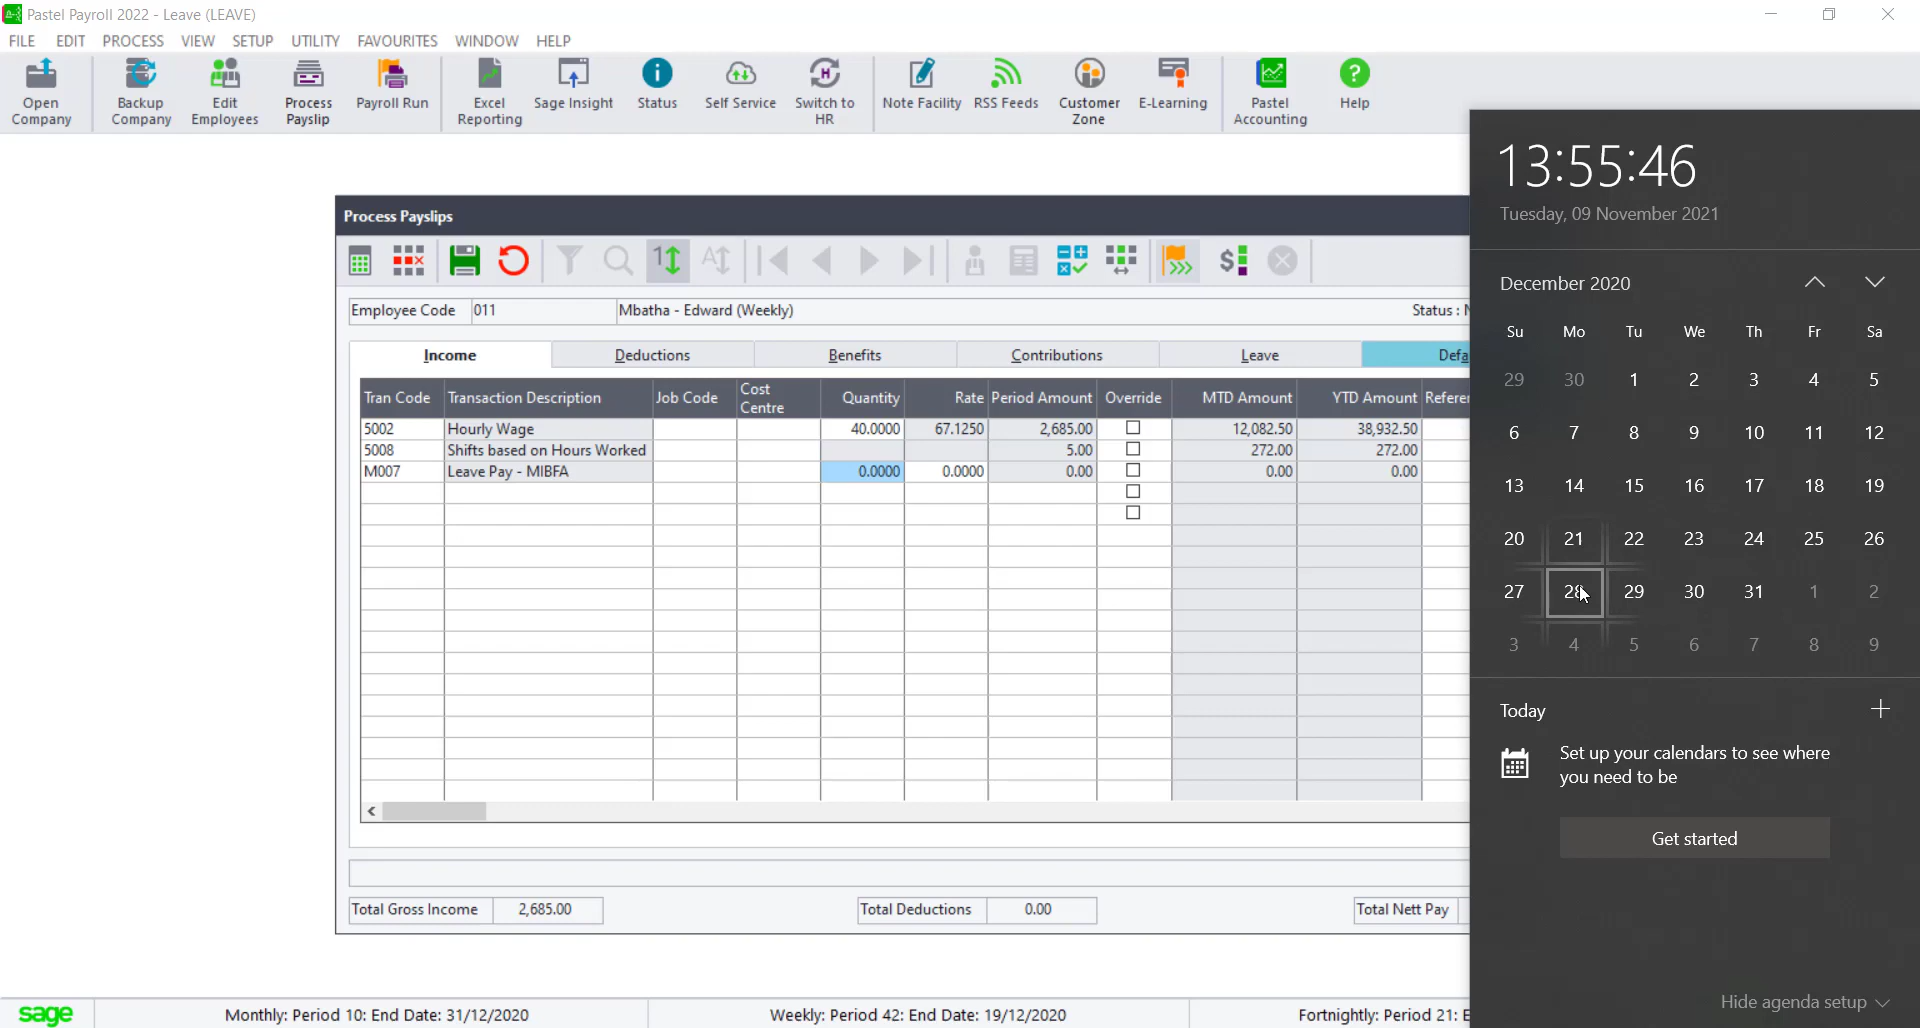 Pastel Payroll 2022 - Leave (LEAVE)
FILE EDIT PROCESS VIEW SETUP UTILITY FAVOURITES WINDOW HELP
Open Company
Backup Company
Edit Employees
Process Payslip
Payroll Run
Excel Reporting
Sage Insight
Status
Self Service
Switch to HR
Note Facility
RSS Feeds
Customer Zone
E-Learning
Pastel Accounting
Help
Process Payslips
Employee Code 011 Mbatha - Edward (Weekly) Status :
Income Deductions Benefits Contributions Leave Defa
Tran Code Transaction Description Job Code Cost Centre Quantity Rate Period Amount Override MTD Amount YTD Amount Referer
5002 Hourly Wage 40.0000 67.1250 2,685.00 12,082.50 38,932.50
5008 Shifts based on Hours Worked 5.00 272.00 272.00
M007 Leave Pay - MIBFA 0.0000 0.0000 0.00 0.00 0.00
Total Gross Income 2,685.00 Total Deductions 0.00 Total Nett Pay
sage Monthly: Period 10: End Date: 31/12/2020 Weekly: Period 42: End Date: 19/12/2020 Fortnightly: Period 21: E
13:55:46
Tuesday, 09 November 2021
December 2020
Su Mo Tu We Th Fr Sa
29 30 1 2 3 4 5
6 7 8 9 10 11 12
13 14 15 16 17 18 19
20 21 22 23 24 25 26
27 28 29 30 31 1 2
3 4 5 6 7 8 9
Today
Set up your calendars to see where
you need to be
Get started
Hide agenda setup